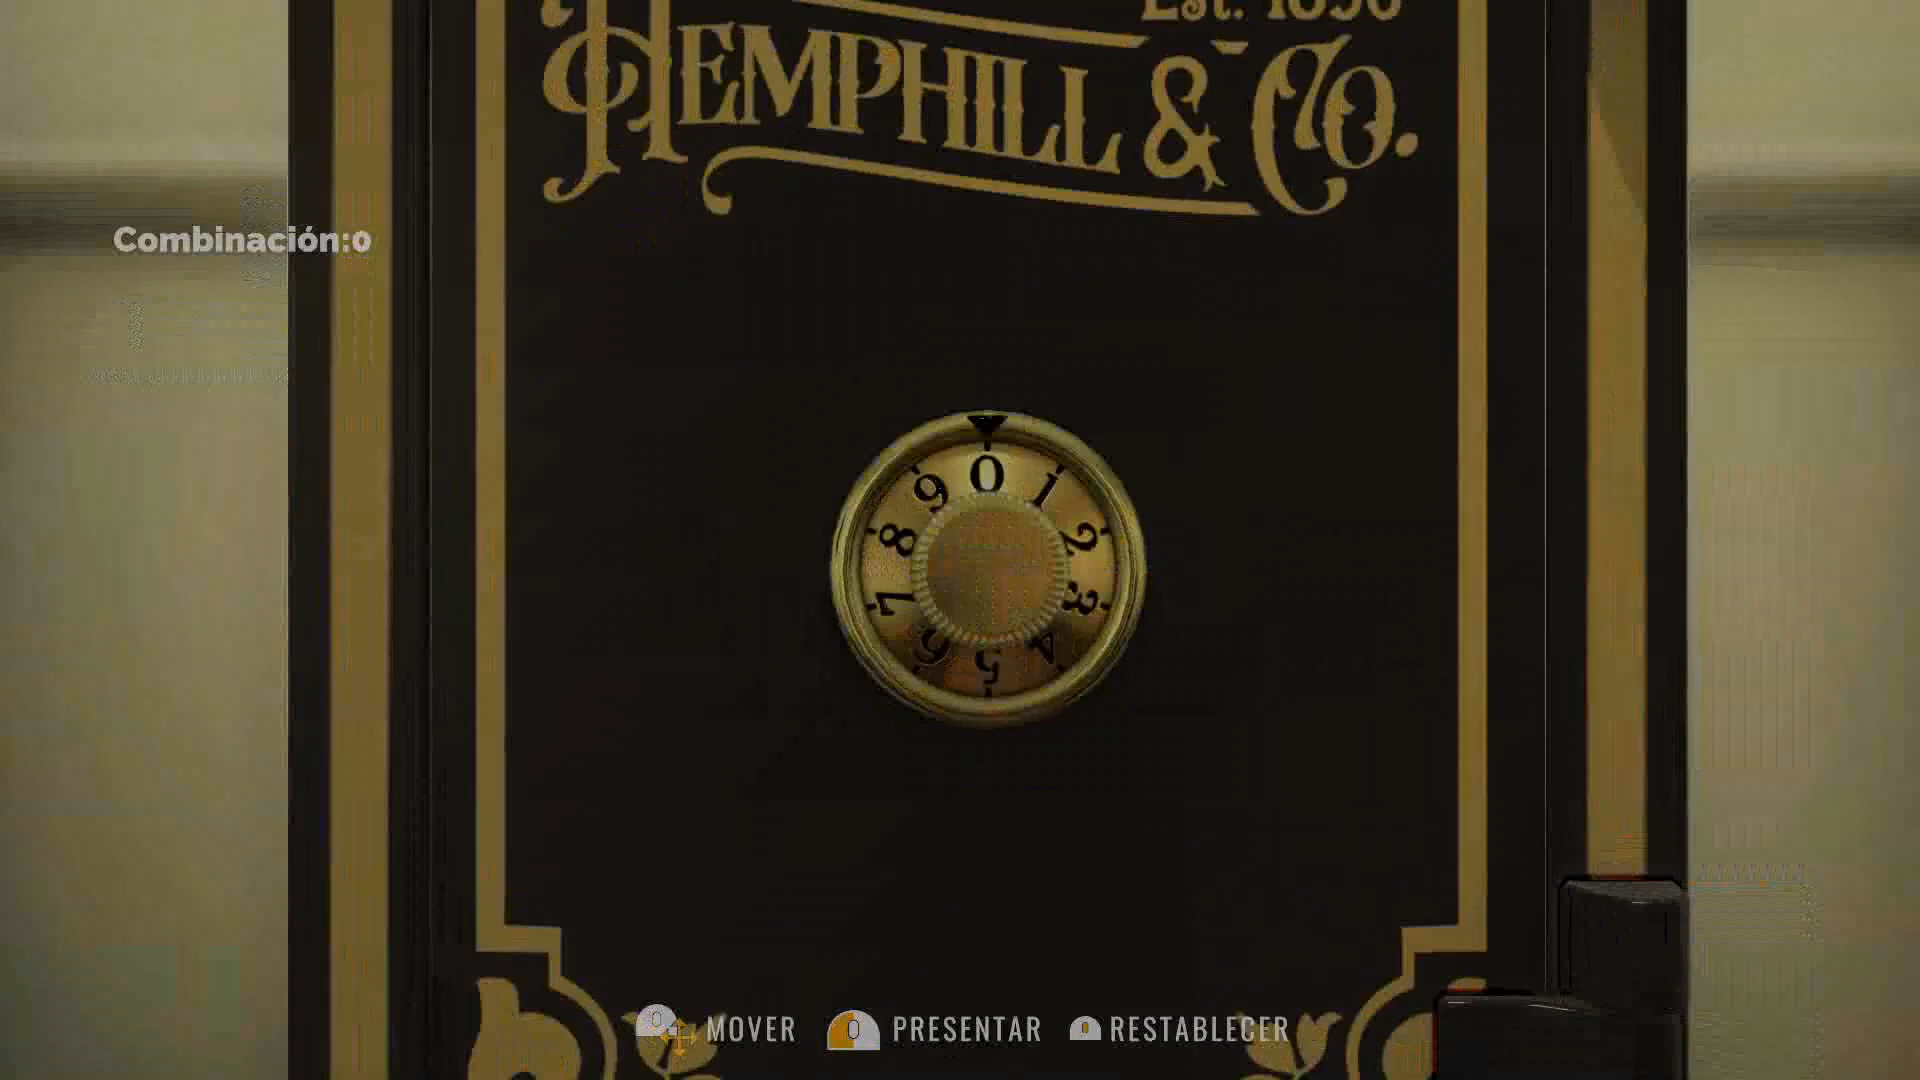 Est. 1890
HEMPHILL & CO.
Combinación:0
0
1
2
3
4
5
6
7
8
9
MOVER
PRESENTAR
RESTABLECER